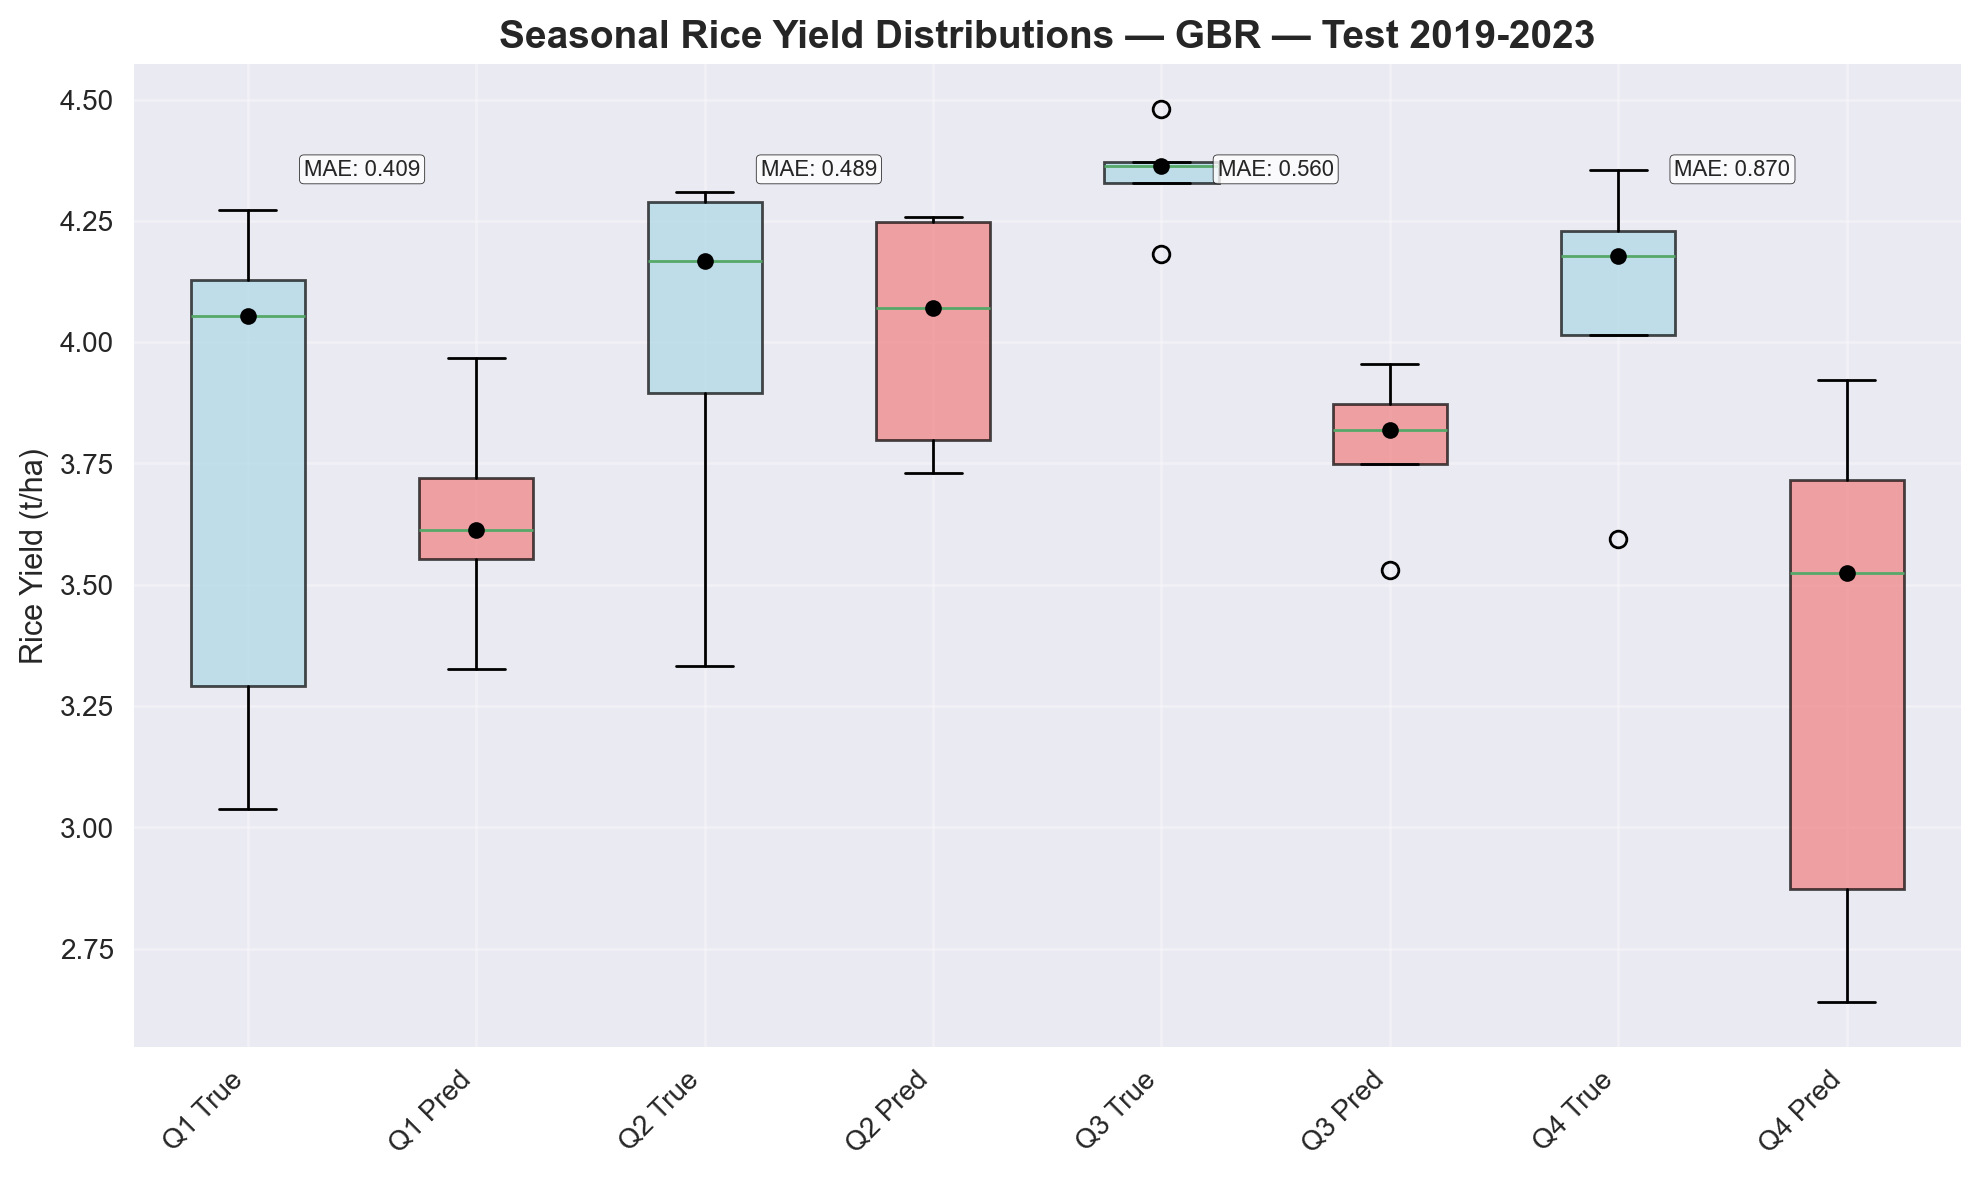 Seasonal Rice Yield Distributions — GBR — Test 2019-2023
Rice Yield (t/ha)
4.50
4.25
4.00
3.75
3.50
3.25
3.00
2.75
MAE: 0.409
MAE: 0.489
MAE: 0.560
MAE: 0.870
Q1 True
Q1 Pred
Q2 True
Q2 Pred
Q3 True
Q3 Pred
Q4 True
Q4 Pred